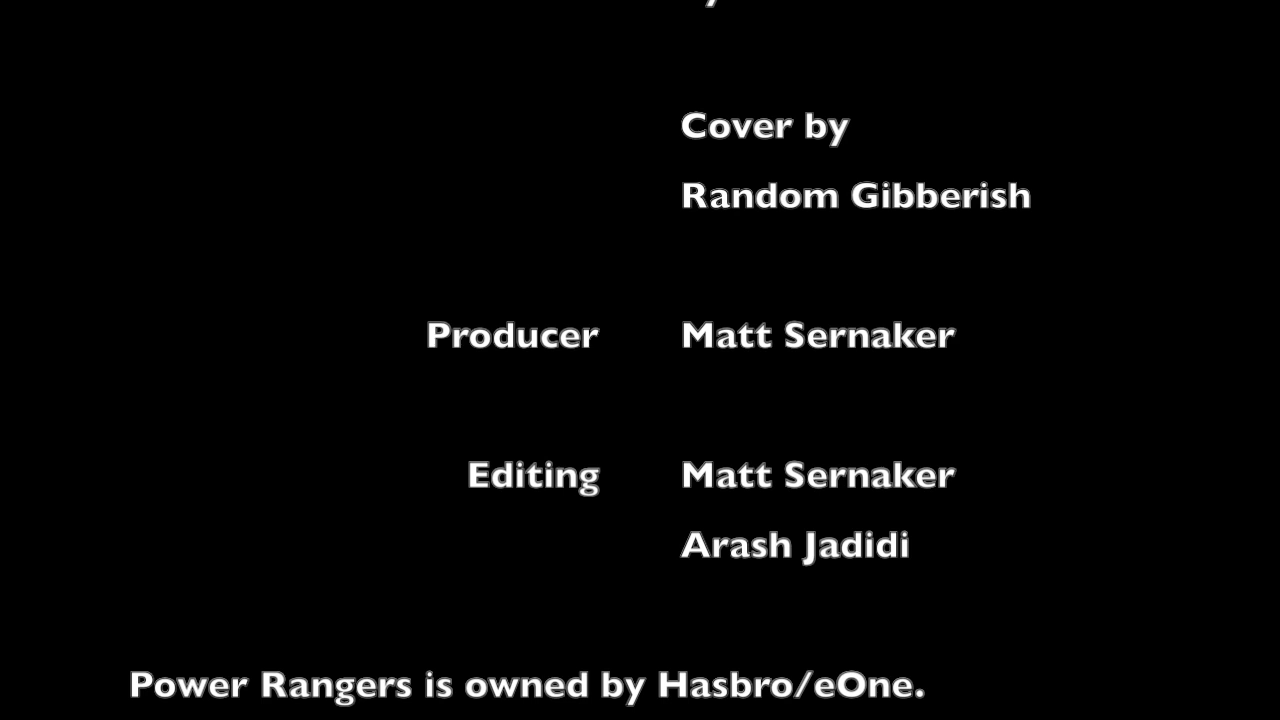 Cover by
Random Gibberish
Producer Matt Sernaker
Editing Matt Sernaker
Arash Jadidi
Power Rangers is owned by Hasbro/eOne.